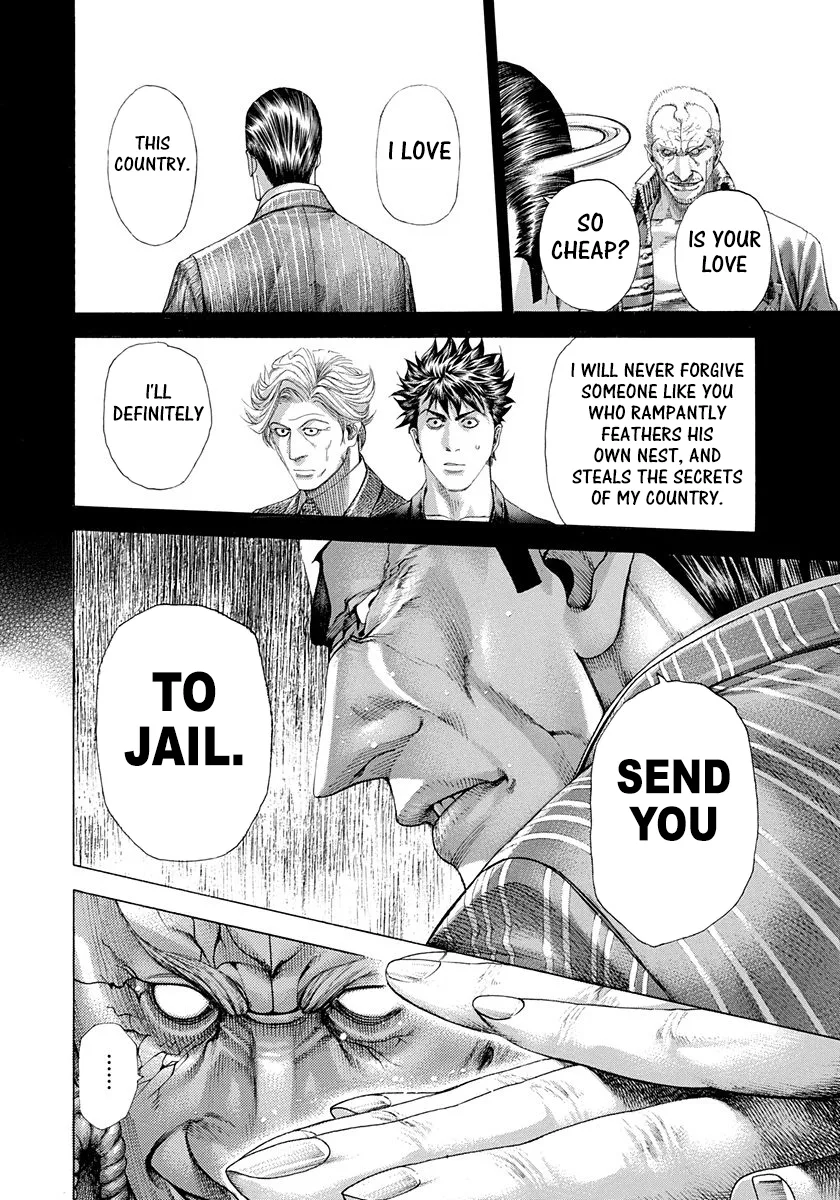 IS YOUR
LOVE
SO
CHEAP?
I LOVE
THIS
COUNTRY.
I WILL NEVER FORGIVE
SOMEONE LIKE YOU
WHO RAMPANTLY
FEATHERS HIS
OWN NEST, AND
STEALS THE SECRETS
OF MY COUNTRY.
I'LL
DEFINITELY
SEND
YOU
TO
JAIL.
......